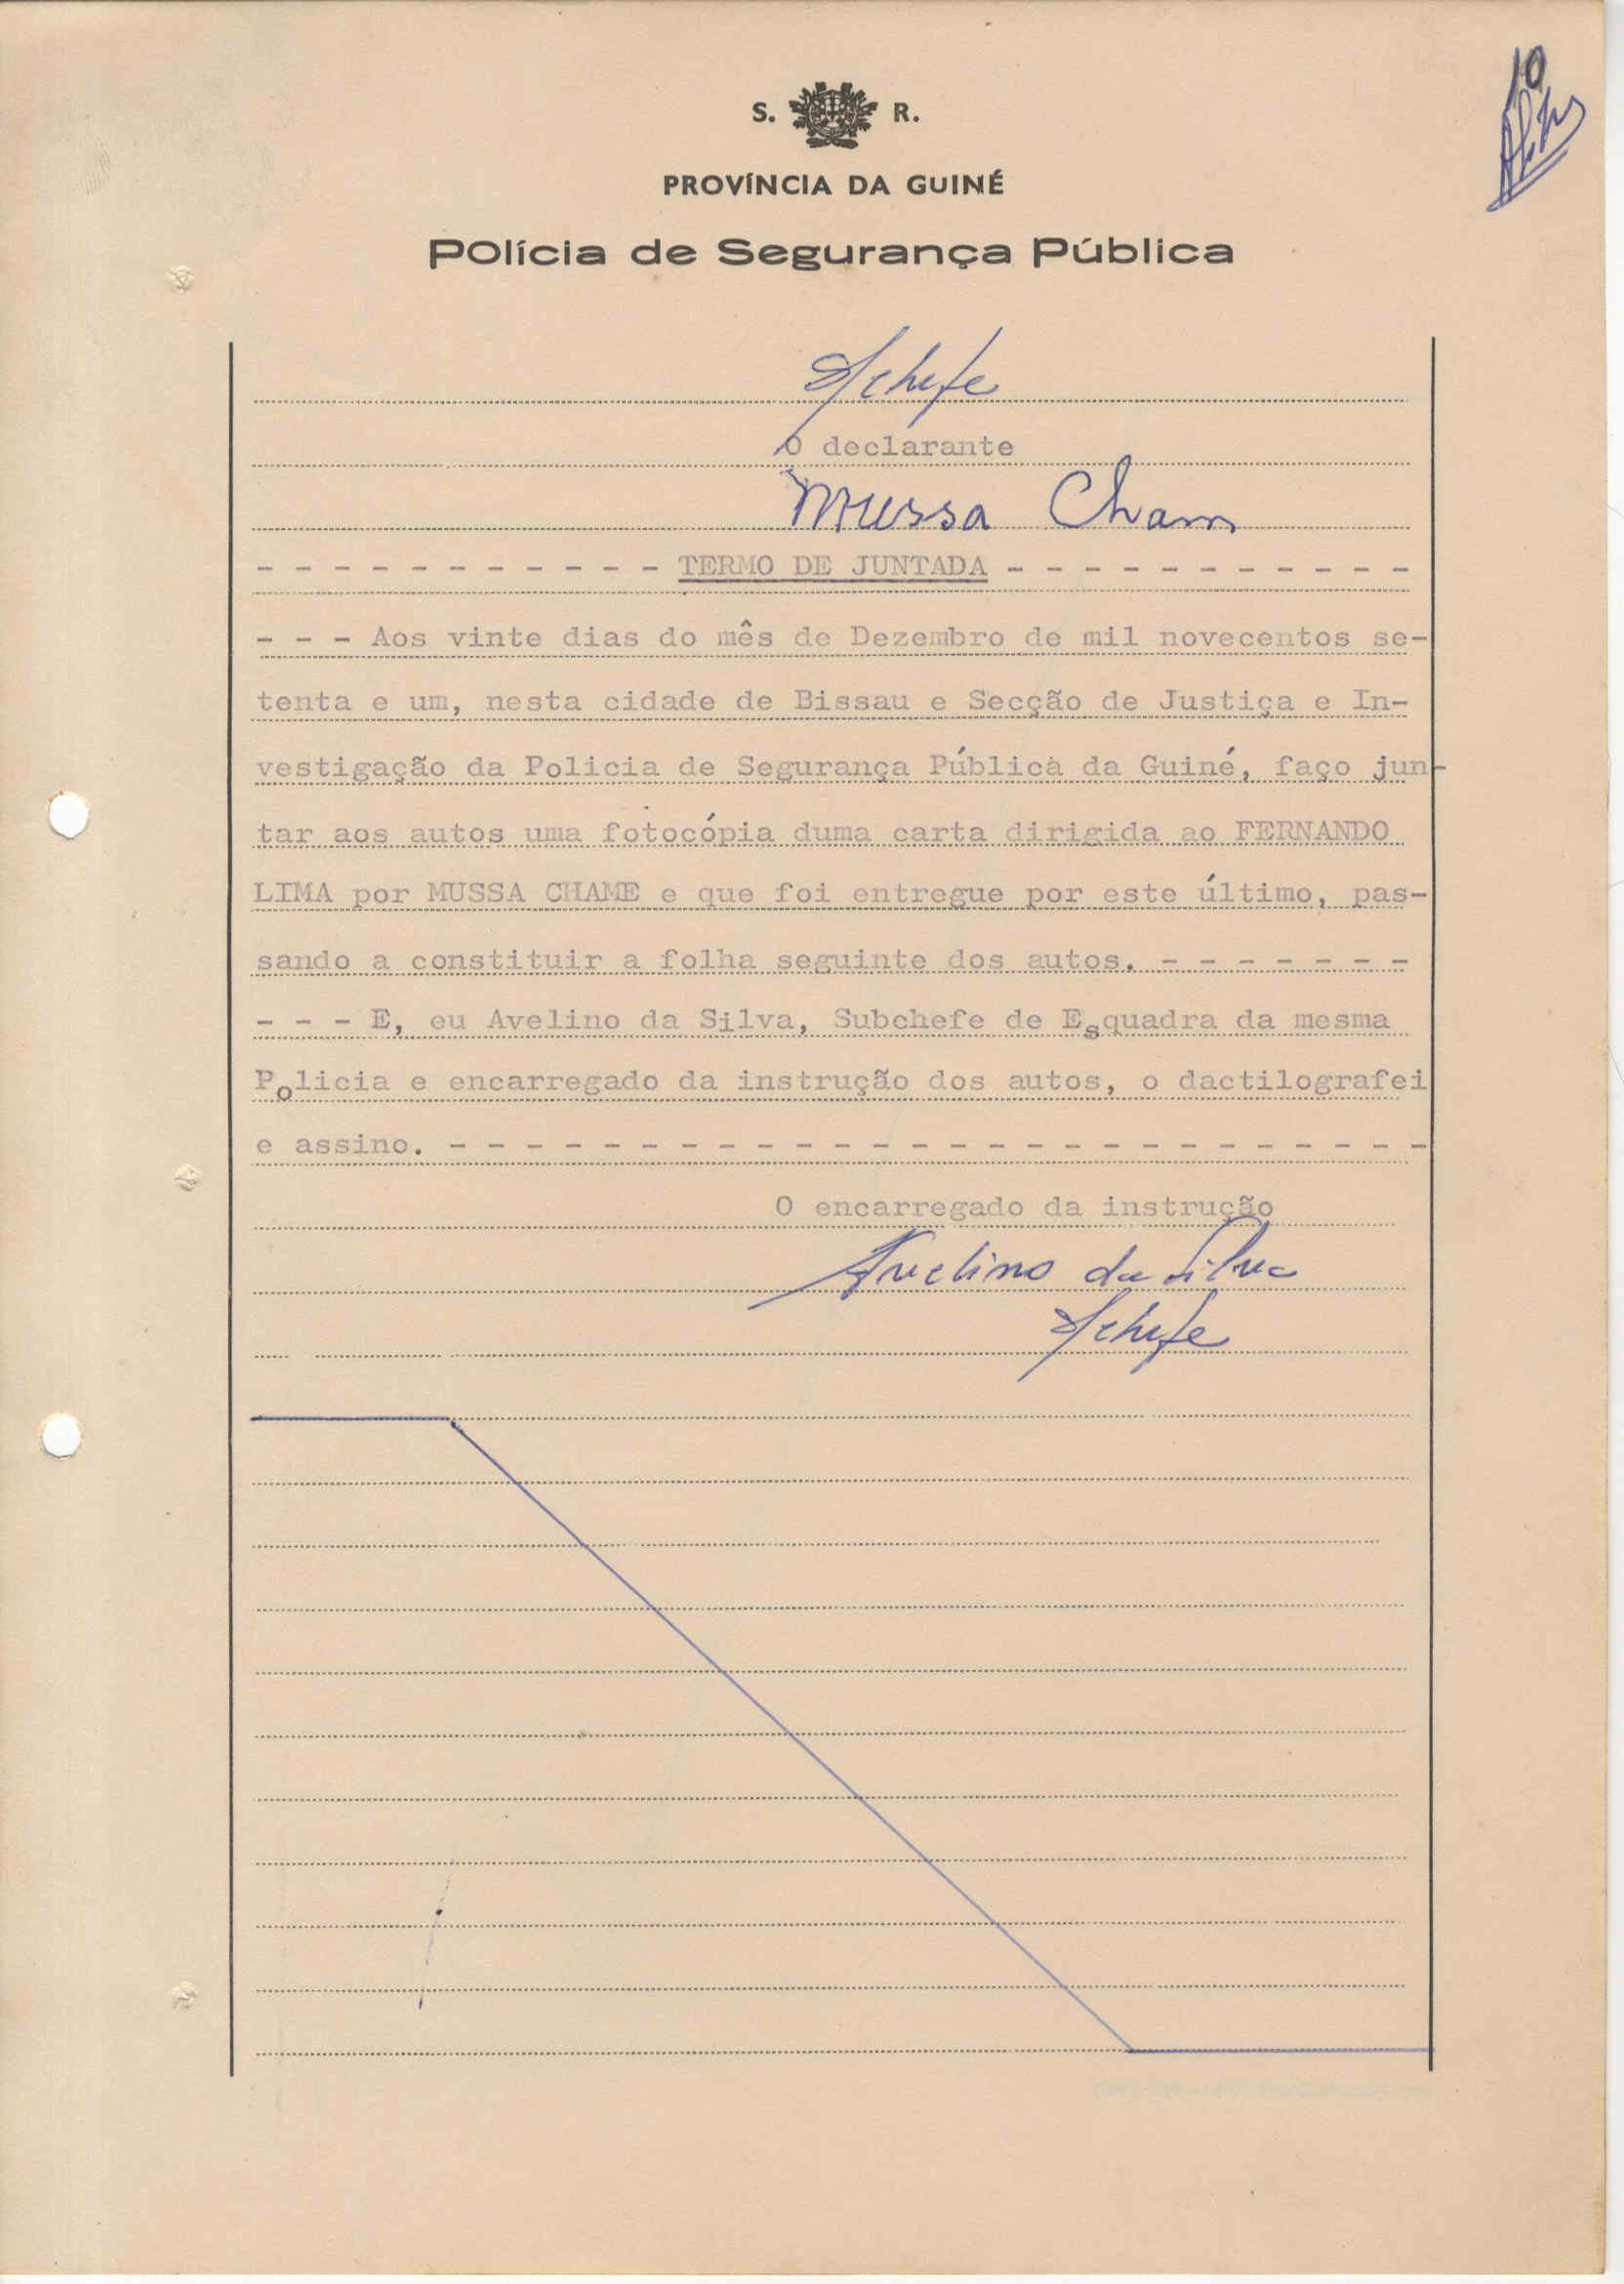 10
S. R.
PROVÍNCIA DA GUINÉ
Polícia de Segurança Pública
S/chefe
O declarante
Mussa Cham
- - - - - - - - - - - TERMO DE JUNTADA - - - - - - - - - - -
- - - Aos vinte dias do mês de Dezembro de mil novecentos se-
tenta e um, nesta cidade de Bissau e Secção de Justiça e In-
vestigação da Policia de Segurança Pública da Guiné, faço jun-
tar aos autos uma fotocópia duma carta dirigida ao FERNANDO
LIMA por MUSSA CHAME e que foi entregue por este último, pas-
sando a constituir a folha seguinte dos autos. - - - - - - -
- - - E, eu Avelino da Silva, Subchefe de Esquadra da mesma
Policia e encarregado da instrução dos autos, o dactilografei
e assino. - - - - - - - - - - - - - - - - - - - - - - - - - -
O encarregado da instrução
Avelino da Silva
S/chefe